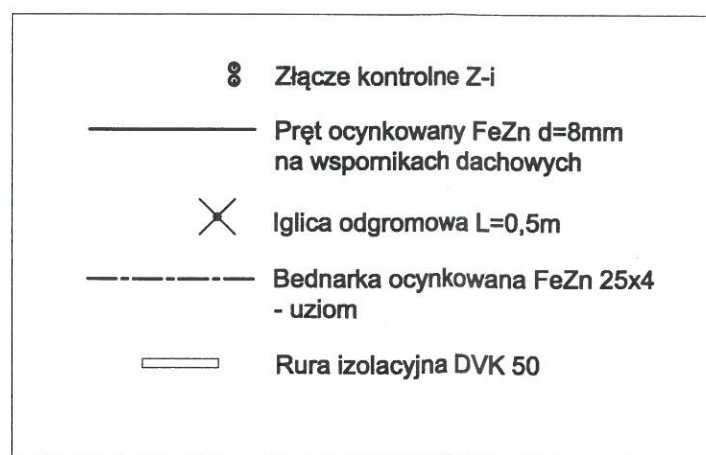 Złącze kontrolne Z-i
Pręt ocynkowany FeZn d=8mm
na wspornikach dachowych
Iglica odgromowa L=0,5m
Bednarka ocynkowana FeZn 25x4
- uziom
Rura izolacyjna DVK 50